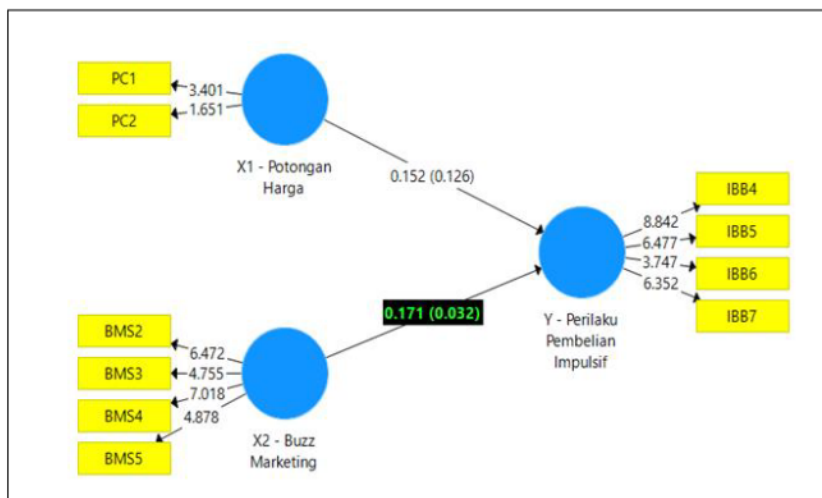 PC1
3.401
PC2
1.651
X1 - Potongan
Harga
0.152 (0.126)
IBB4
8.842
IBB5
6.477
IBB6
3.747
IBB7
6.352
Y - Perilaku
Pembelian
Impulsif
0.171 (0.032)
BMS2
6.472
BMS3
4.755
BMS4
7.018
BMS5
4.878
X2 - Buzz
Marketing